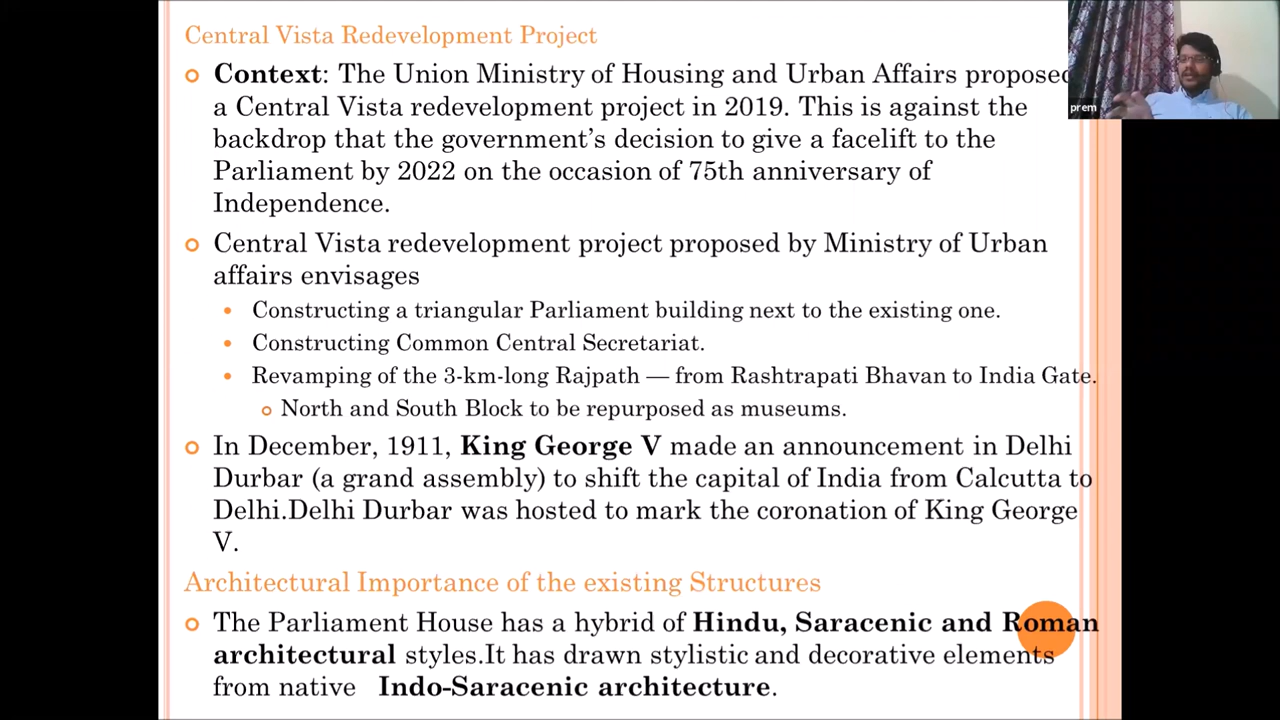 Central Vista Redevelopment Project
Context: The Union Ministry of Housing and Urban Affairs proposed
a Central Vista redevelopment project in 2019. This is against the
backdrop that the government’s decision to give a facelift to the
Parliament by 2022 on the occasion of 75th anniversary of
Independence.
Central Vista redevelopment project proposed by Ministry of Urban
affairs envisages
Constructing a triangular Parliament building next to the existing one.
Constructing Common Central Secretariat.
Revamping of the 3-km-long Rajpath — from Rashtrapati Bhavan to India Gate.
North and South Block to be repurposed as museums.
In December, 1911, King George V made an announcement in Delhi
Durbar (a grand assembly) to shift the capital of India from Calcutta to
Delhi.Delhi Durbar was hosted to mark the coronation of King George
V.
Architectural Importance of the existing Structures
The Parliament House has a hybrid of Hindu, Saracenic and Roman
architectural styles.It has drawn stylistic and decorative elements
from native Indo-Saracenic architecture.
prem